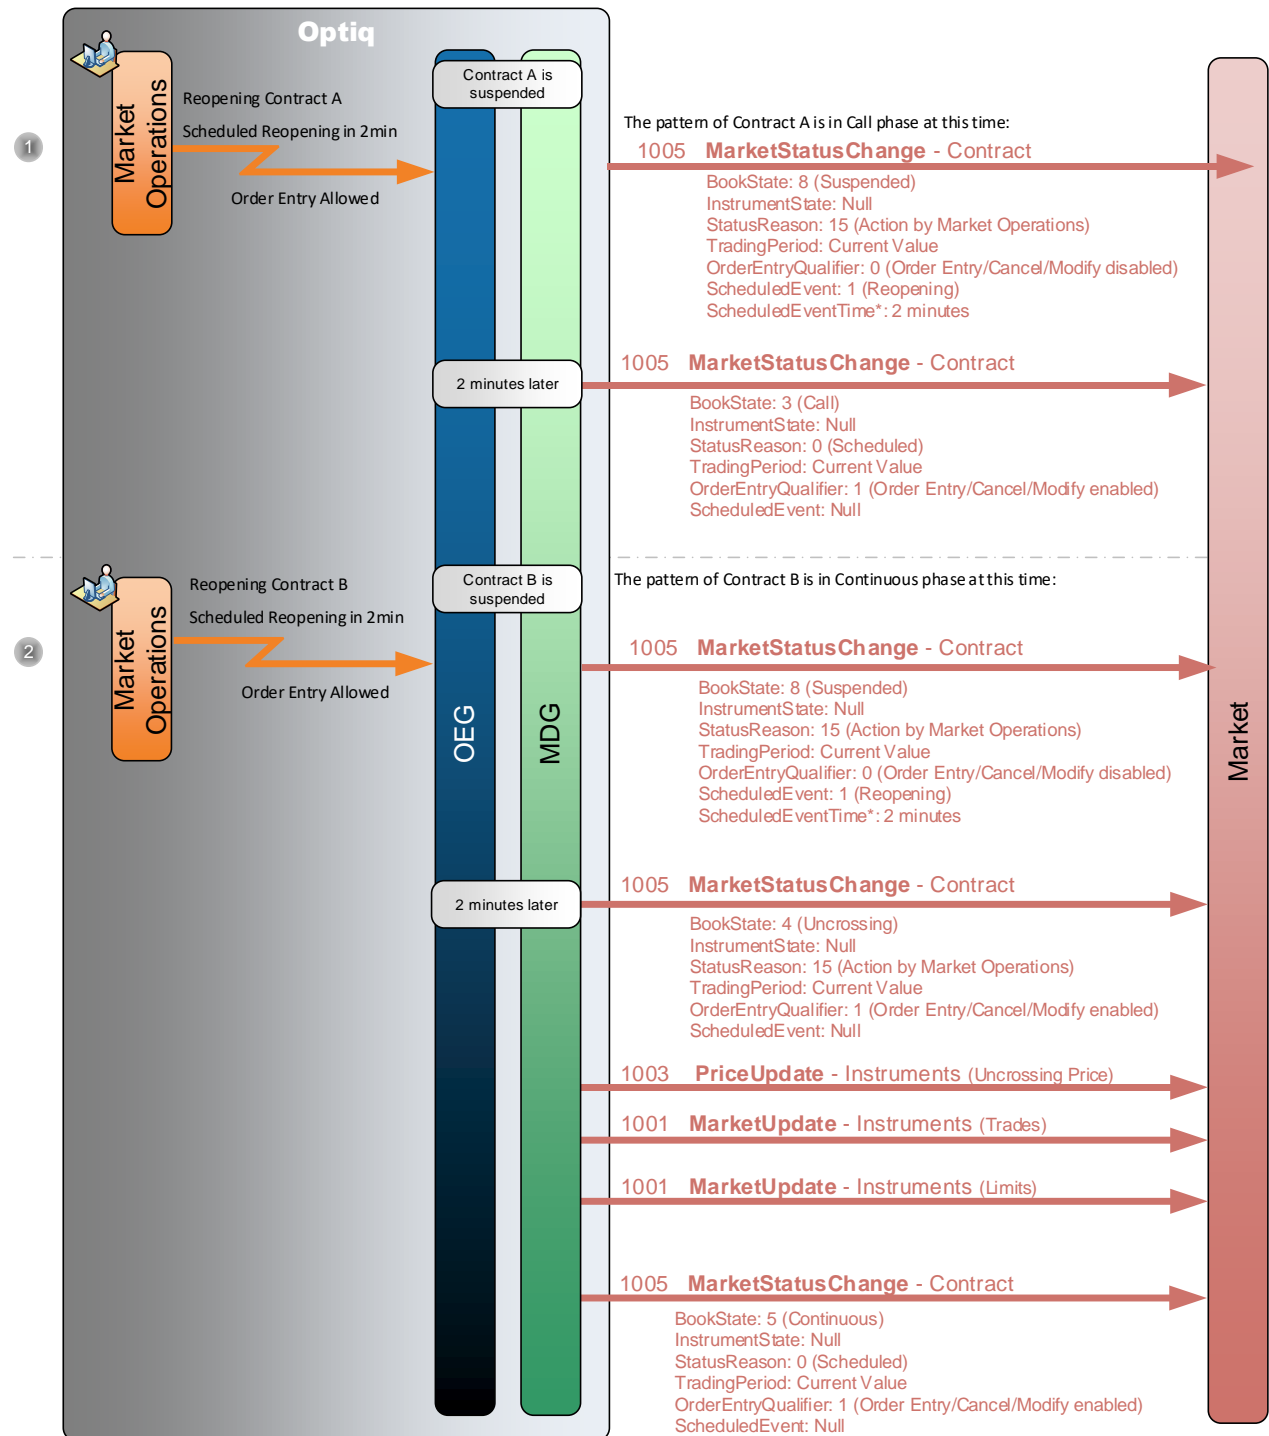 Optiq
Market
Operations
Reopening Contract A
Scheduled Reopening in 2min
Order Entry Allowed
Contract A is
suspended
1
The pattern of Contract A is in Call phase at this time:
1005 MarketStatusChange - Contract
BookState: 8 (Suspended)
InstrumentState: Null
StatusReason: 15 (Action by Market Operations)
TradingPeriod: Current Value
OrderEntryQualifier: 0 (Order Entry/Cancel/Modify disabled)
ScheduledEvent: 1 (Reopening)
ScheduledEventTime*: 2 minutes
2 minutes later
1005 MarketStatusChange - Contract
BookState: 3 (Call)
InstrumentState: Null
StatusReason: 0 (Scheduled)
TradingPeriod: Current Value
OrderEntryQualifier: 1 (Order Entry/Cancel/Modify enabled)
ScheduledEvent: Null
Market
Operations
Reopening Contract B
Scheduled Reopening in 2min
Order Entry Allowed
Contract B is
suspended
2
The pattern of Contract B is in Continuous phase at this time:
1005 MarketStatusChange - Contract
BookState: 8 (Suspended)
InstrumentState: Null
StatusReason: 15 (Action by Market Operations)
TradingPeriod: Current Value
OrderEntryQualifier: 0 (Order Entry/Cancel/Modify disabled)
ScheduledEvent: 1 (Reopening)
ScheduledEventTime*: 2 minutes
OEG
MDG
Market
2 minutes later
1005 MarketStatusChange - Contract
BookState: 4 (Uncrossing)
InstrumentState: Null
StatusReason: 15 (Action by Market Operations)
TradingPeriod: Current Value
OrderEntryQualifier: 1 (Order Entry/Cancel/Modify enabled)
ScheduledEvent: Null
1003 PriceUpdate - Instruments (Uncrossing Price)
1001 MarketUpdate - Instruments (Trades)
1001 MarketUpdate - Instruments (Limits)
1005 MarketStatusChange - Contract
BookState: 5 (Continuous)
InstrumentState: Null
StatusReason: 0 (Scheduled)
TradingPeriod: Current Value
OrderEntryQualifier: 1 (Order Entry/Cancel/Modify enabled)
ScheduledEvent: Null